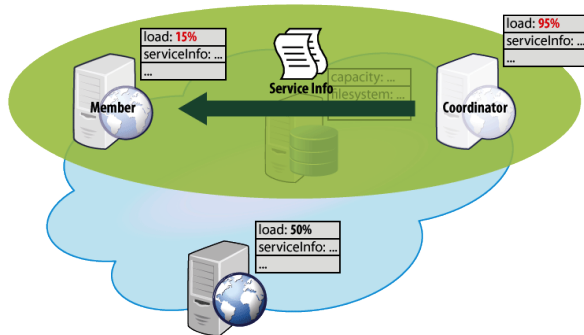 load: 15%
serviceInfo: ...
...
load: 95%
serviceInfo: ...
...
Service Info
capacity: ...
filesystem: ...
Member
Coordinator
load: 50%
serviceInfo: ...
...